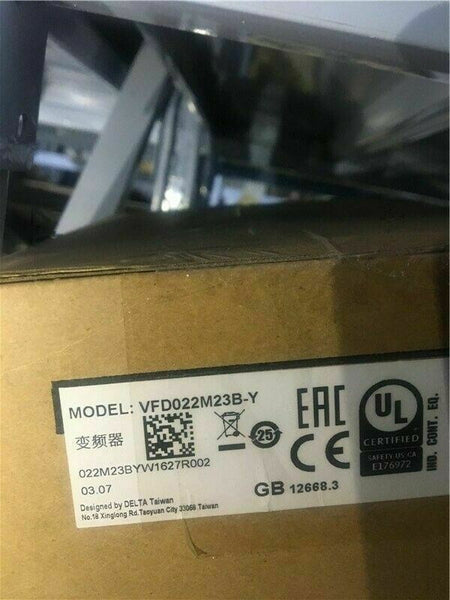 MODEL: VFD022M23B-Y
变频器
25
EAC
CE
UL
CERTIFIED
SAFETY US CA
E176972
IND. CONT. EQ.
022M23BYW1627R002
03.07
GB 12668.3
Designed by DELTA Taiwan
No.18 Xinglong Rd.Taoyuan City 33068 Taiwan